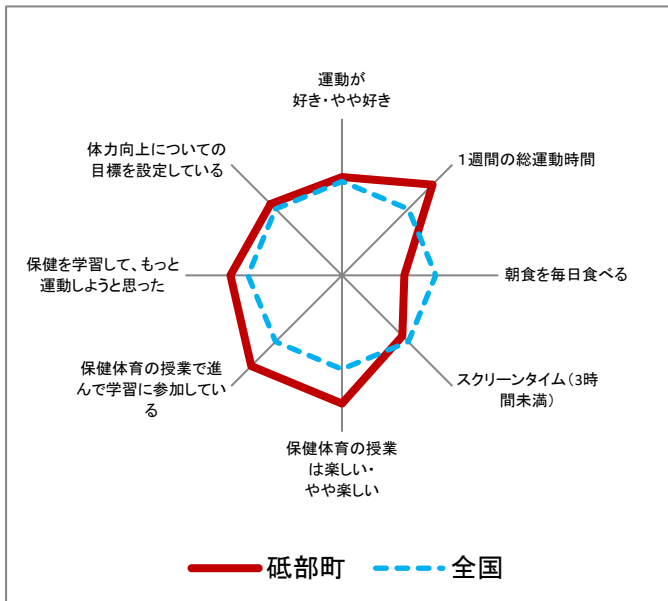 運動が
好き・やや好き
1週間の総運動時間
朝食を毎日食べる
スクリーンタイム(3時
間未満)
保健体育の授業
は楽しい・
やや楽しい
保健体育の授業で進
んで学習に参加してい
る
保健を学習して、もっと
運動しようと思った
体力向上についての
目標を設定している
砥部町
全国